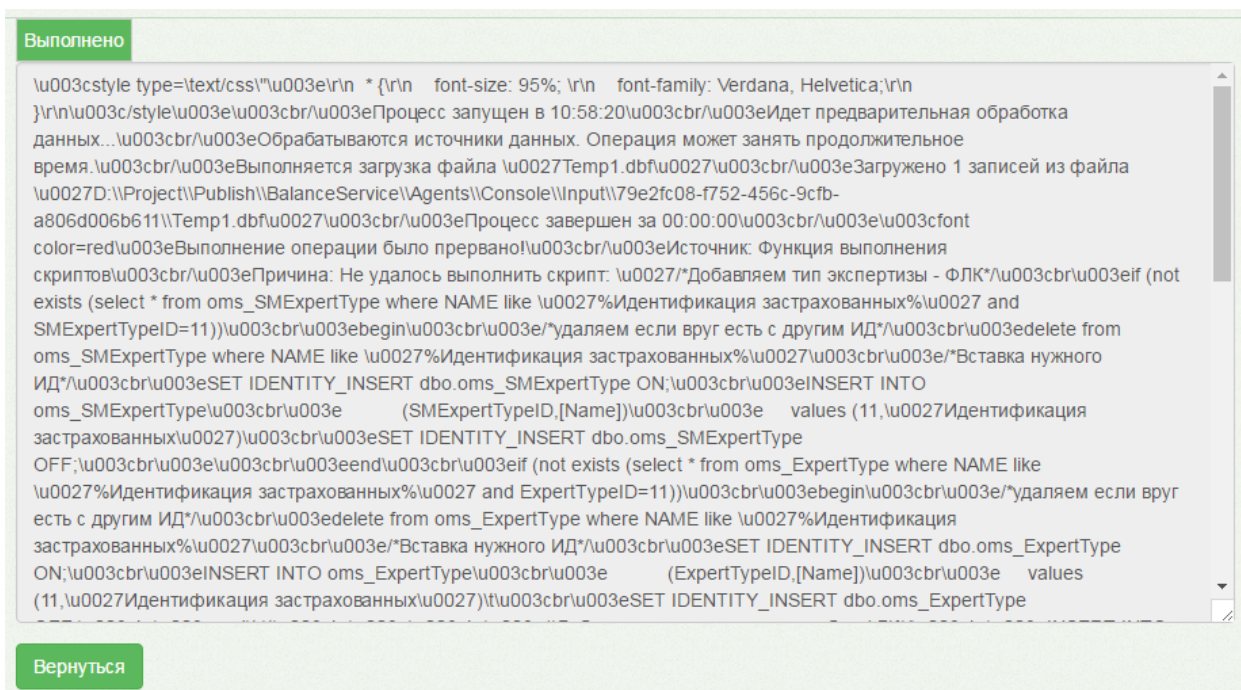 Выполнено
\u003cstyle type=\text/css\"\u003e\r\n  * {\r\n    font-size: 95%; \r\n    font-family: Verdana, Helvetica;\r\n
}\r\n\u003c/style\u003e\u003cbr/\u003eПроцесс запущен в 10:58:20\u003cbr/\u003eИдет предварительная обработка
данных...\u003cbr/\u003eОбрабатываются источники данных. Операция может занять продолжительное
время.\u003cbr/\u003eВыполняется загрузка файла \u0027Temp1.dbf\u0027\u003cbr/\u003eЗагружено 1 записей из файла
\u0027D:\\Project\\Publish\\BalanceService\\Agents\\Console\\Input\\79e2fc08-f752-456c-9cfb-
a806d006b611\\Temp1.dbf\u0027\u003cbr/\u003eПроцесс завершен за 00:00:00\u003cbr/\u003e\u003cfont
color=red\u003eВыполнение операции было прервано!\u003cbr/\u003eИсточник: Функция выполнения
скриптов\u003cbr/\u003eПричина: Не удалось выполнить скрипт: \u0027/*Добавляем тип экспертизы - ФЛК*/\u003cbr\u003eif (not
exists (select * from oms_SMExpertType where NAME like \u0027%Идентификация застрахованных%\u0027 and
SMExpertTypeID=11))\u003cbr\u003ebegin\u003cbr\u003e/*удаляем если вруг есть с другим ИД*/\u003cbr\u003edelete from
oms_SMExpertType where NAME like \u0027%Идентификация застрахованных%\u0027\u003cbr\u003e/*Вставка нужного
ИД*/\u003cbr\u003eSET IDENTITY_INSERT dbo.oms_SMExpertType ON;\u003cbr\u003eINSERT INTO
oms_SMExpertType\u003cbr\u003e           (SMExpertTypeID,[Name])\u003cbr\u003e     values (11,\u0027Идентификация
застрахованных\u0027)\u003cbr\u003eSET IDENTITY_INSERT dbo.oms_SMExpertType
OFF;\u003cbr\u003e\u003cbr\u003eend\u003cbr\u003eif (not exists (select * from oms_ExpertType where NAME like
\u0027%Идентификация застрахованных%\u0027 and ExpertTypeID=11))\u003cbr\u003ebegin\u003cbr\u003e/*удаляем если вруг
есть с другим ИД*/\u003cbr\u003edelete from oms_ExpertType where NAME like \u0027%Идентификация
застрахованных%\u0027\u003cbr\u003e/*Вставка нужного ИД*/\u003cbr\u003eSET IDENTITY_INSERT dbo.oms_ExpertType
ON;\u003cbr\u003eINSERT INTO oms_ExpertType\u003cbr\u003e           (ExpertTypeID,[Name])\u003cbr\u003e     values
(11,\u0027Идентификация застрахованных\u0027)\t\u003cbr\u003eSET IDENTITY_INSERT dbo.oms_ExpertType
Вернуться